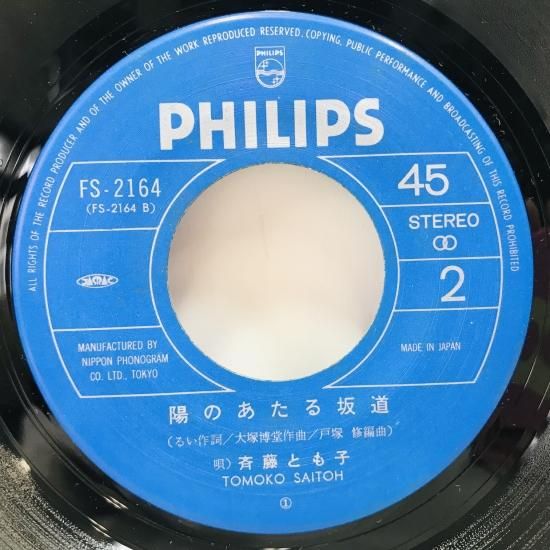 ALL RIGHTS OF THE RECORD PRODUCER AND OF THE OWNER OF THE WORK REPRODUCED RESERVED. COPYING, PUBLIC PERFORMANCE AND BROADCASTING OF THIS RECORD PROHIBITED
PHILIPS
PHILIPS
FS-2164
(FS-2164 B)
45
STEREO
2
JASRAC
MANUFACTURED BY
NIPPON PHONOGRAM
CO. LTD., TOKYO
MADE IN JAPAN
陽のあたる坂道
(るい作詞/大塚博堂作曲/戸塚 修編曲)
唄) 斉藤とも子
TOMOKO SAITOH
①